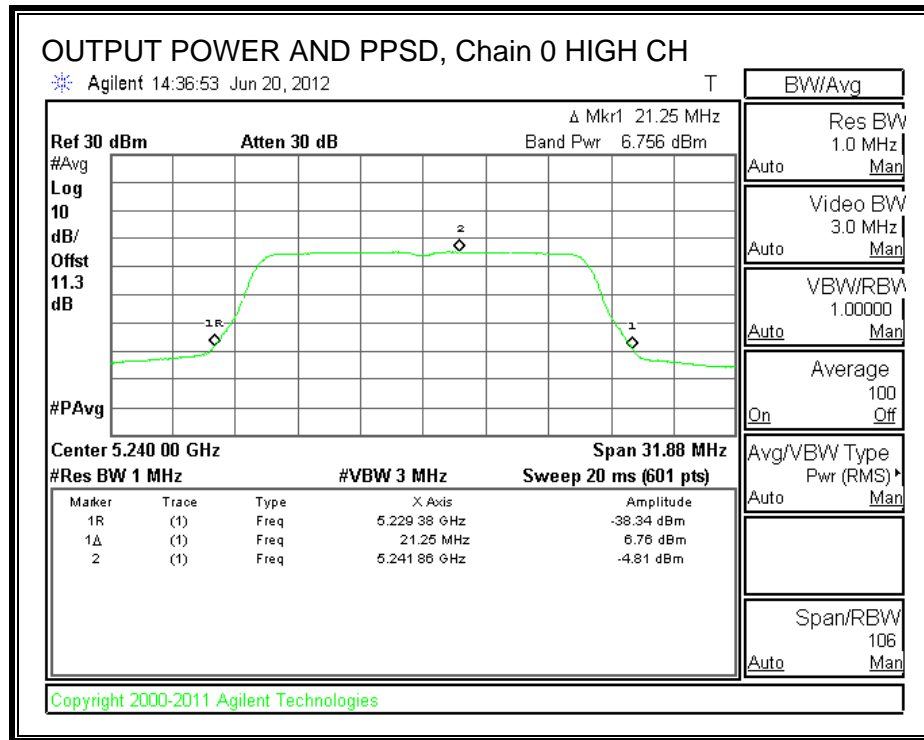 OUTPUT POWER AND PPSD, Chain 0 HIGH CH
Agilent 14:36:53 Jun 20, 2012 T
Δ Mkr1 21.25 MHz
Ref 30 dBm Atten 30 dB Band Pwr 6.756 dBm
#Avg
Log
10
dB/
Offst
11.3
dB
2
1R
1
#PAvg
Center 5.240 00 GHz Span 31.88 MHz
#Res BW 1 MHz #VBW 3 MHz Sweep 20 ms (601 pts)
Marker Trace Type X Axis Amplitude
1R (1) Freq 5.229 38 GHz -38.34 dBm
1Δ (1) Freq 21.25 MHz 6.76 dBm
2 (1) Freq 5.241 86 GHz -4.81 dBm
Copyright 2000-2011 Agilent Technologies
BW/Avg
Res BW
1.0 MHz
Auto Man
Video BW
3.0 MHz
Auto Man
VBW/RBW
1.00000
Auto Man
Average
100
On Off
Avg/VBW Type
Pwr (RMS)
Auto Man
Span/RBW
106
Auto Man